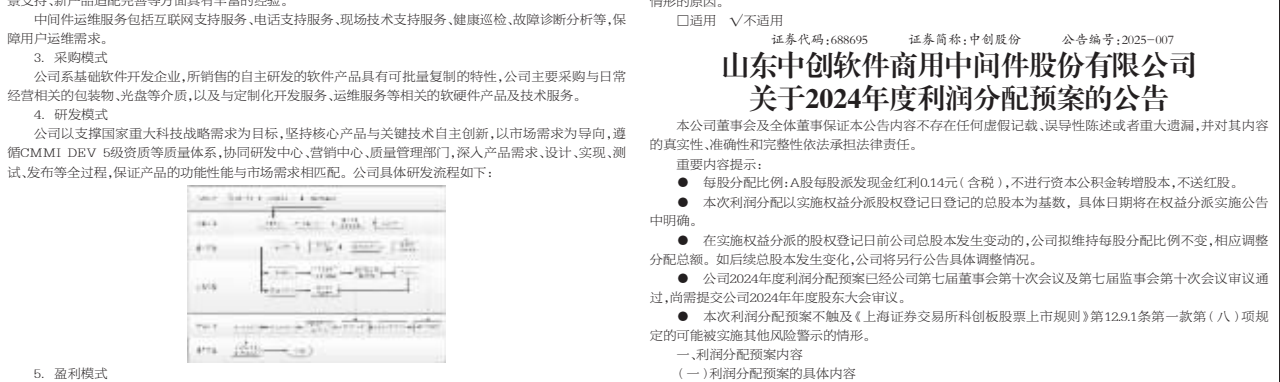 景支持、新产品适配完善等方面具有丰富的经验。
中间件运维服务包括互联网支持服务、电话支持服务、现场技术支持服务、健康巡检、故障诊断分析等,保
障用户运维需求。
3. 采购模式
公司系基础软件开发企业,所销售的自主研发的软件产品具有可批量复制的特性,公司主要采购与日常
经营相关的包装物、光盘等介质,以及与定制化开发服务、运维服务等相关的软硬件产品及技术服务。
4. 研发模式
公司以支撑国家重大科技战略需求为目标,坚持核心产品与关键技术自主创新,以市场需求为导向,遵
循CMMI DEV 5级资质等质量体系,协同研发中心、营销中心、质量管理部门,深入产品需求、设计、实现、测
试、发布等全过程,保证产品的功能性能与市场需求相匹配。公司具体研发流程如下:
5. 盈利模式
情形的原因。
□适用 √不适用
证券代码:688695 证券简称:中创股份 公告编号:2025-007
山东中创软件商用中间件股份有限公司
关于2024年度利润分配预案的公告
本公司董事会及全体董事保证本公告内容不存在任何虚假记载、误导性陈述或者重大遗漏,并对其内容
的真实性、准确性和完整性依法承担法律责任。
重要内容提示:
● 每股分配比例:A股每股派发现金红利0.14元(含税),不进行资本公积金转增股本,不送红股。
● 本次利润分配以实施权益分派股权登记日登记的总股本为基数,具体日期将在权益分派实施公告
中明确。
● 在实施权益分派的股权登记日前公司总股本发生变动的,公司拟维持每股分配比例不变,相应调整
分配总额。如后续总股本发生变化,公司将另行公告具体调整情况。
● 公司2024年度利润分配预案已经公司第七届董事会第十次会议及第七届监事会第十次会议审议通
过,尚需提交公司2024年年度股东大会审议。
● 本次利润分配预案不触及《上海证券交易所科创板股票上市规则》第12.9.1条第一款第(八)项规
定的可能被实施其他风险警示的情形。
一、利润分配预案内容
(一)利润分配预案的具体内容